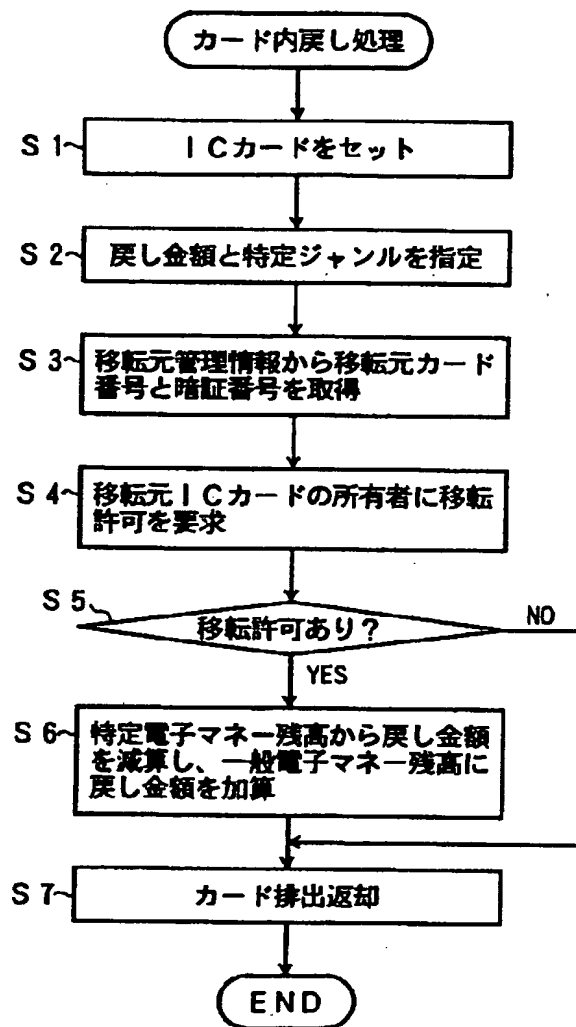 カード内戻し処理
S1
ICカードをセット
S2
戻し金額と特定ジャンルを指定
S3
移転元管理情報から移転元カード
番号と暗証番号を取得
S4
移転元ICカードの所有者に移転
許可を要求
S5
移転許可あり?
NO
YES
S6
特定電子マネー残高から戻し金額
を減算し、一般電子マネー残高に
戻し金額を加算
S7
カード排出返却
END